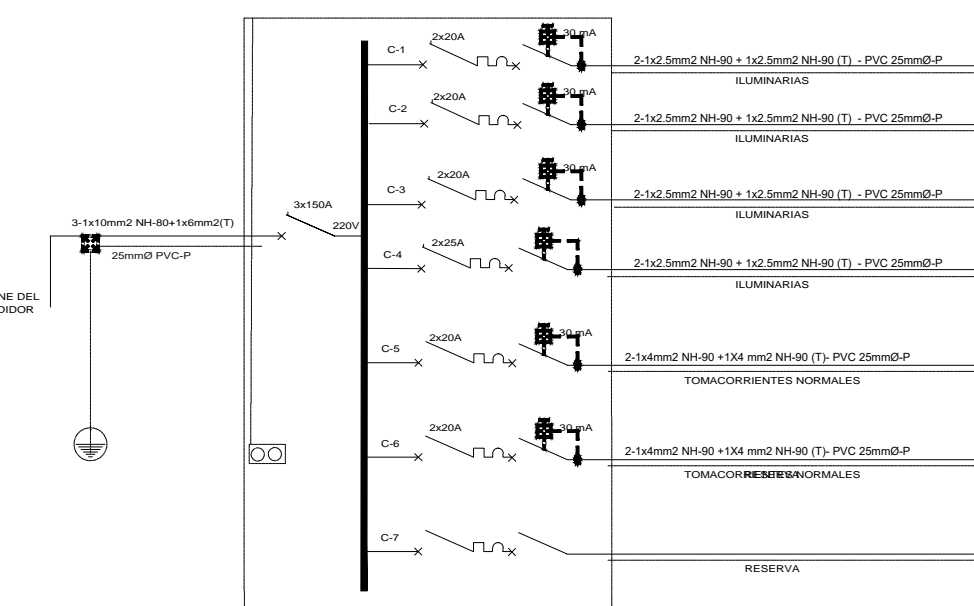 C-1
2x20A
30 mA
2-1x2.5mm2 NH-90 + 1x2.5mm2 NH-90 (T) - PVC 25mmØ-P
ILUMINARIAS
C-2
2x20A
30 mA
2-1x2.5mm2 NH-90 + 1x2.5mm2 NH-90 (T) - PVC 25mmØ-P
ILUMINARIAS
C-3
2x20A
30 mA
2-1x2.5mm2 NH-90 + 1x2.5mm2 NH-90 (T) - PVC 25mmØ-P
ILUMINARIAS
3x150A
220V
3-1x10mm2 NH-80+1x6mm2(T)
25mmØ PVC-P
C-4
2x25A
2-1x2.5mm2 NH-90 + 1x2.5mm2 NH-90 (T) - PVC 25mmØ-P
ILUMINARIAS
NE DEL
DIDOR
C-5
2x20A
30 mA
2-1x4mm2 NH-90 +1X4 mm2 NH-90 (T)- PVC 25mmØ-P
TOMACORRIENTES NORMALES
C-6
2x20A
30 mA
2-1x4mm2 NH-90 +1X4 mm2 NH-90 (T)- PVC 25mmØ-P
TOMACORRIENTES NORMALES
RESERVA
C-7
RESERVA